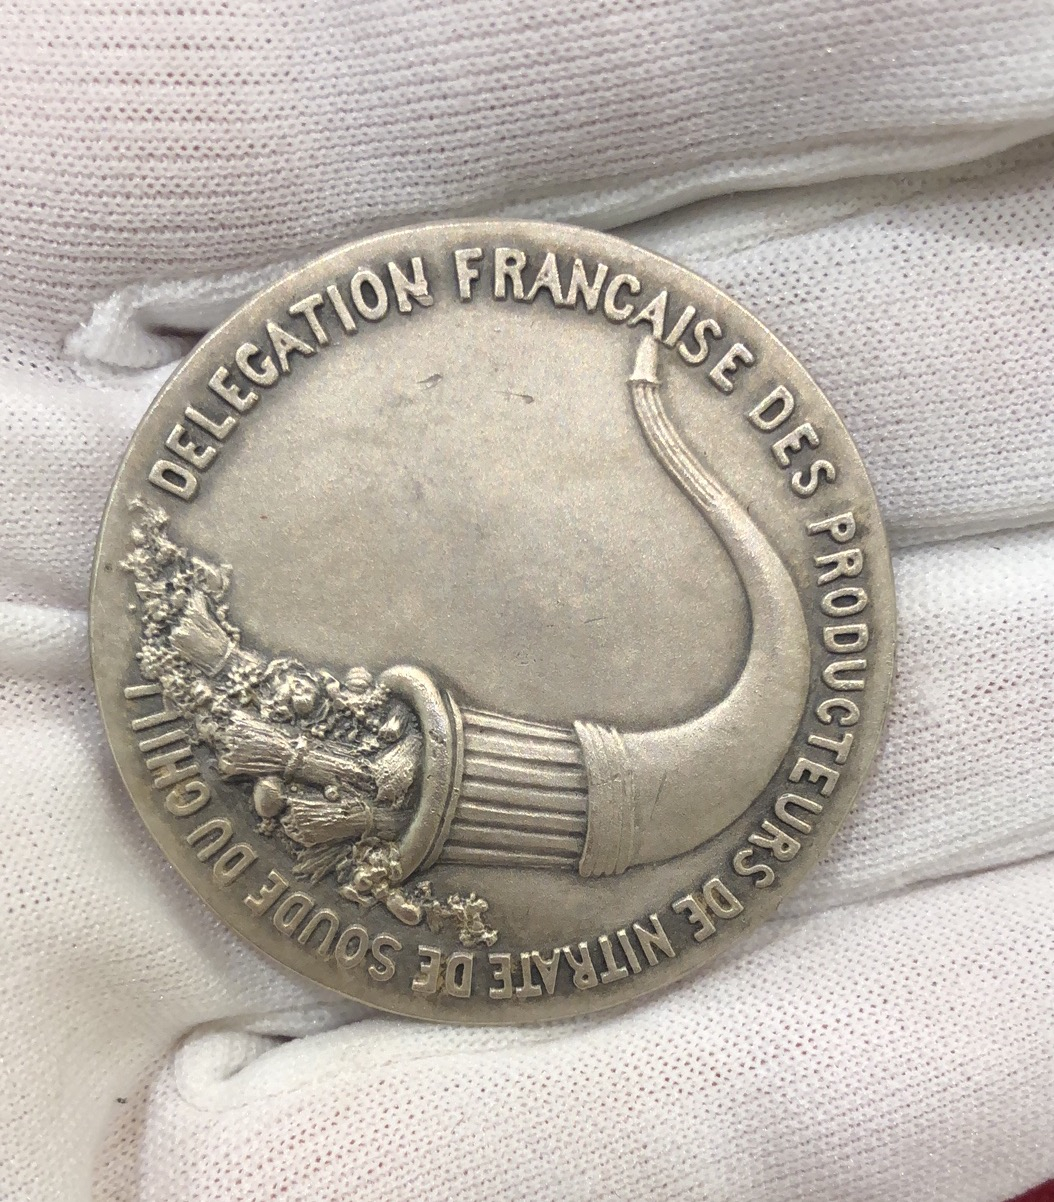 DELEGATION FRANCAISE DES PRODUCTEURS DE NITRATE DE SOUDE DU CHILI